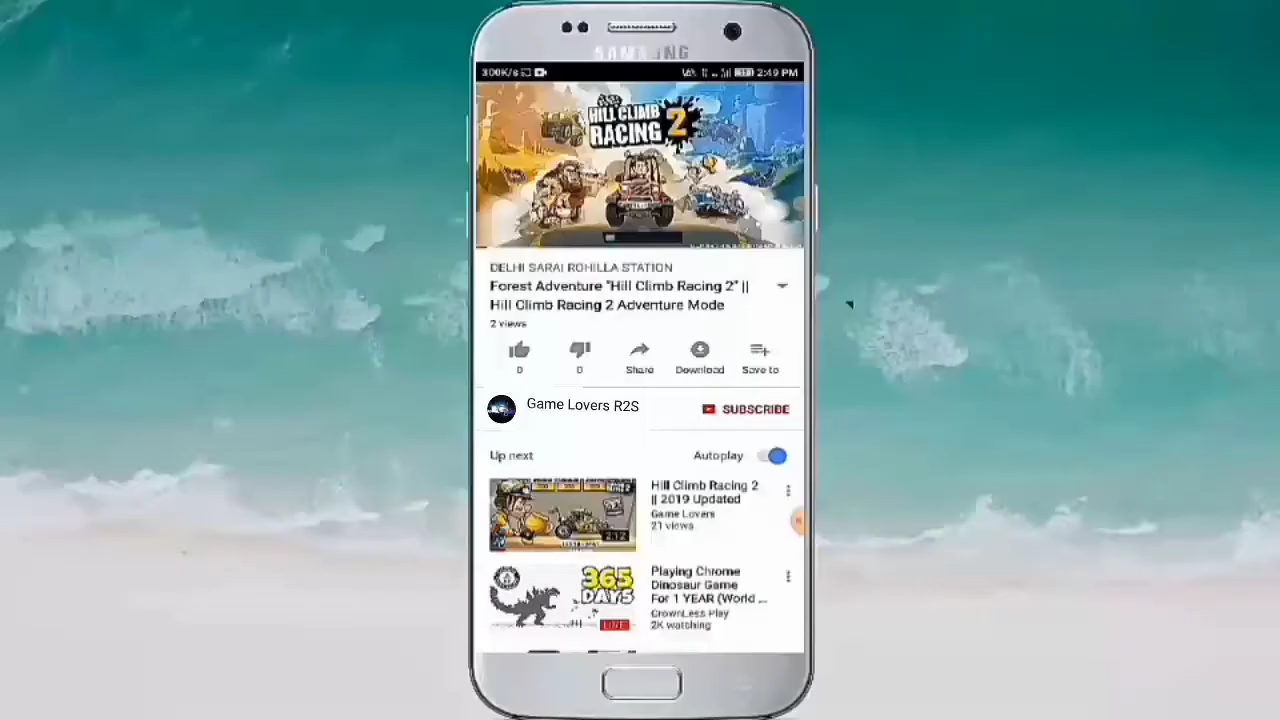 SAMSUNG
300K/s 2:49 PM
HILL CLIMB
RACING 2
DELHI SARAI ROHILLA STATION
Forest Adventure "Hill Climb Racing 2" ||
Hill Climb Racing 2 Adventure Mode
2 views
0 0 Share Download Save to
Game Lovers R2S
SUBSCRIBE
Up next
Autoplay
Hill Climb Racing 2
|| 2019 Updated
Game Lovers
21 views
2:12
365
DAYS
LIVE
Playing Chrome
Dinosaur Game
For 1 YEAR (World ...
CrownLess Play
2K watching